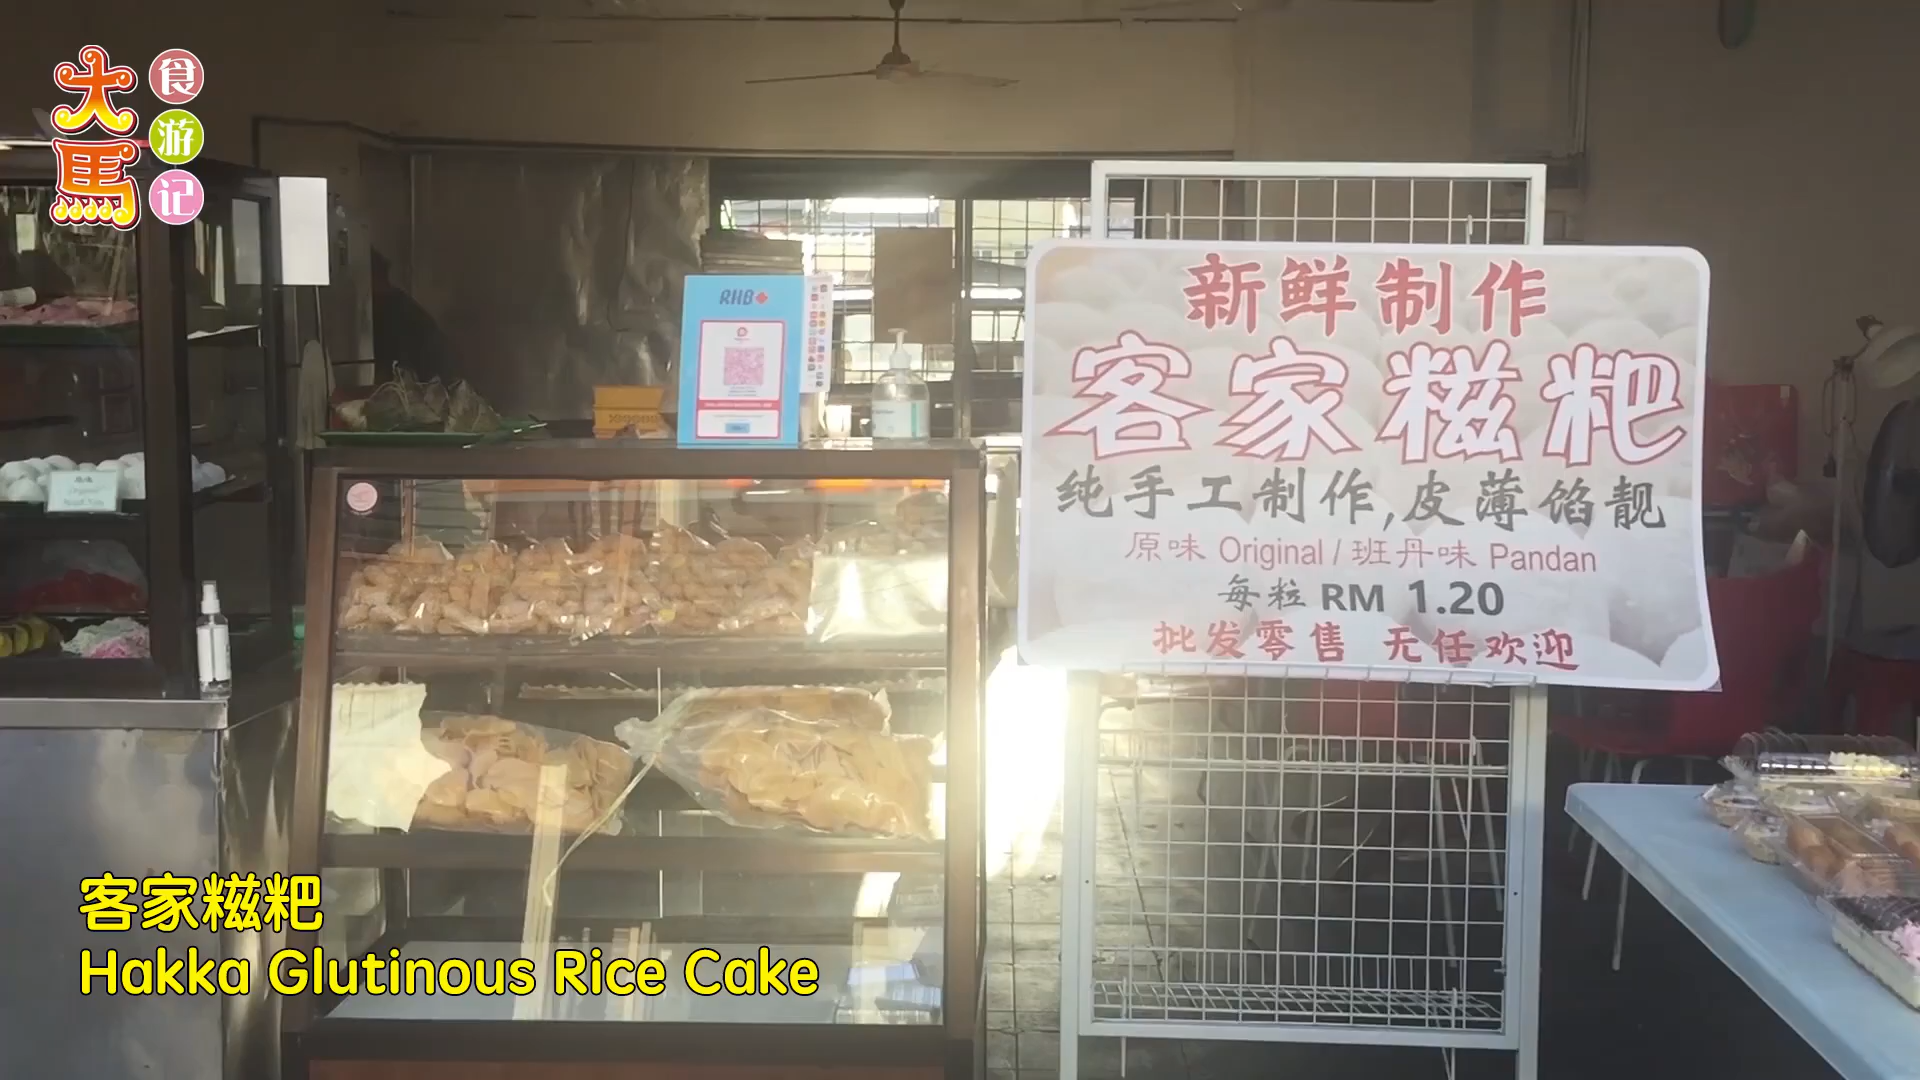 大馬
食游记
RHB
新鲜制作
客家糍粑
纯手工制作,皮薄馅靓
原味 Original / 班丹味 Pandan
每粒 RM 1.20
批发零售 无任欢迎
客家糍粑
Hakka Glutinous Rice Cake